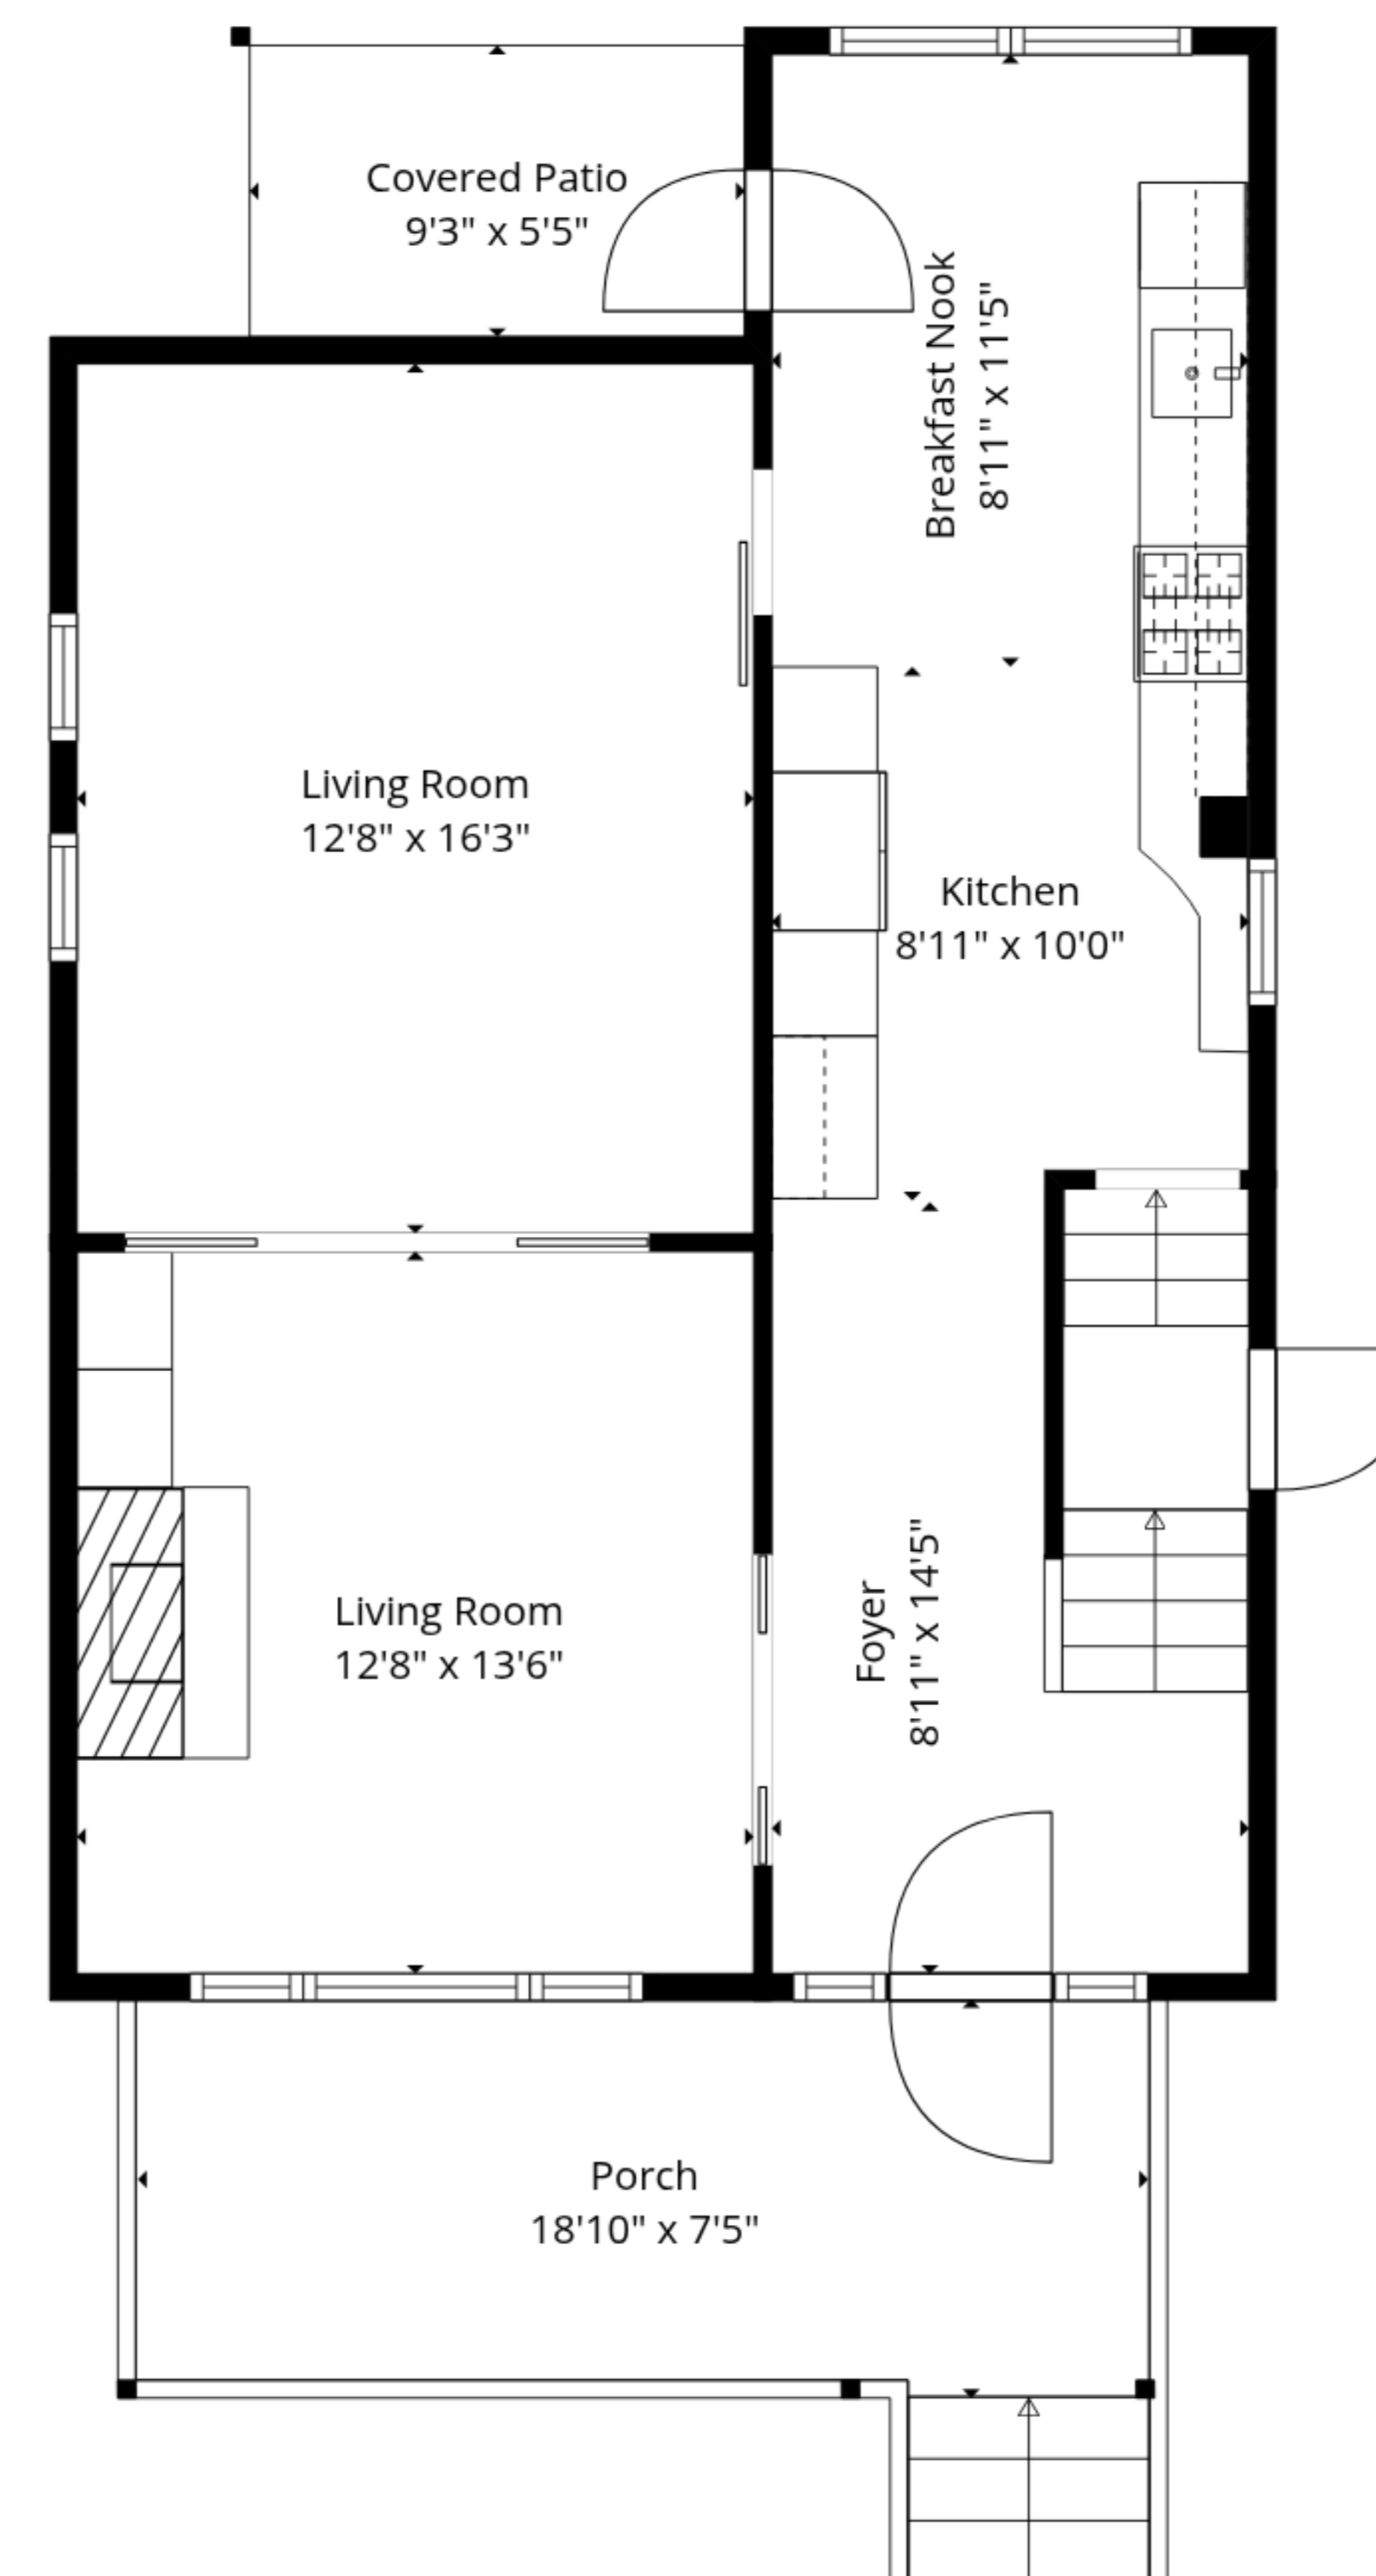 Covered Patio
9'3" x 5'5"
Breakfast Nook
8'11" x 11'5"
Living Room
12'8" x 16'3"
Kitchen
8'11" x 10'0"
Living Room
12'8" x 13'6"
Foyer
8'11" x 14'5"
Porch
18'10" x 7'5"